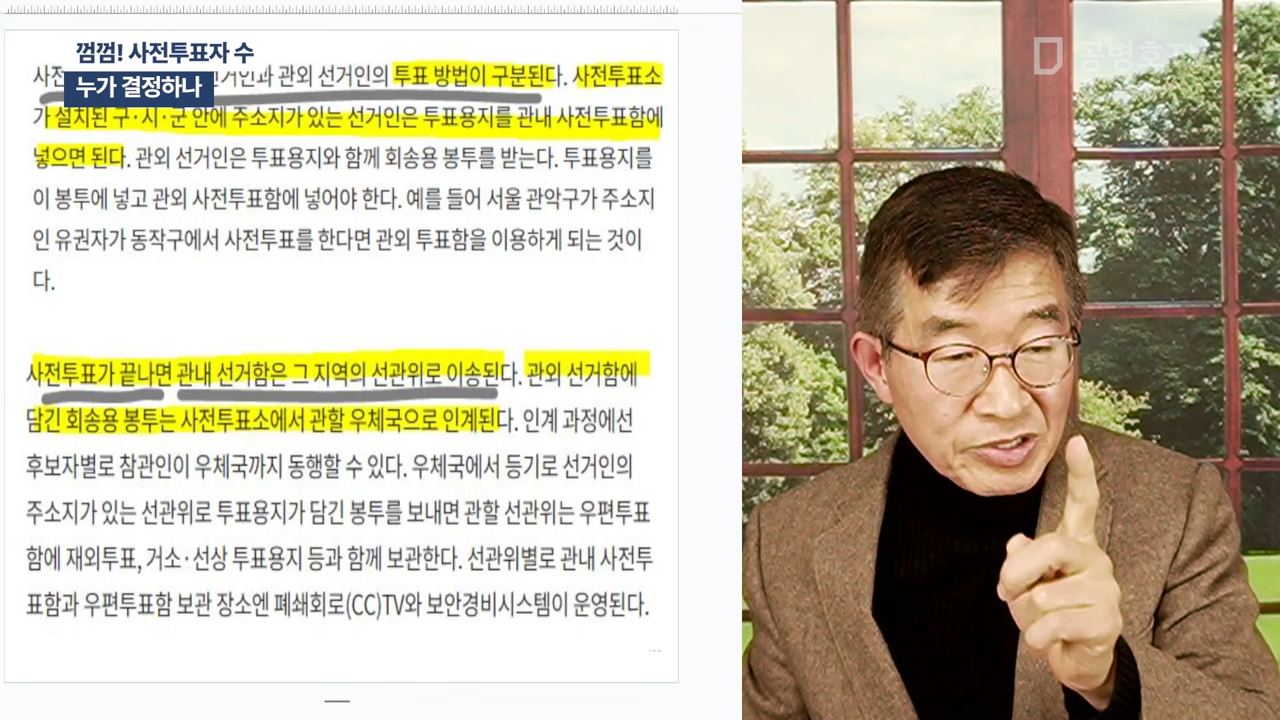 껌껌! 사전투표자 수
누가 결정하나
공병호
사전 거인과 관외 선거인의 투표 방법이 구분된다. 사전투표소
가 설치된 구·시·군 안에 주소지가 있는 선거인은 투표용지를 관내 사전투표함에
넣으면 된다. 관외 선거인은 투표용지와 함께 회송용 봉투를 받는다. 투표용지를
이 봉투에 넣고 관외 사전투표함에 넣어야 한다. 예를 들어 서울 관악구가 주소지
인 유권자가 동작구에서 사전투표를 한다면 관외 투표함을 이용하게 되는 것이
다.
사전투표가 끝나면 관내 선거함은 그 지역의 선관위로 이송된다. 관외 선거함에
담긴 회송용 봉투는 사전투표소에서 관할 우체국으로 인계된다. 인계 과정에선
후보자별로 참관인이 우체국까지 동행할 수 있다. 우체국에서 등기로 선거인의
주소지가 있는 선관위로 투표용지가 담긴 봉투를 보내면 관할 선관위는 우편투표
함에 재외투표, 거소·선상 투표용지 등과 함께 보관한다. 선관위별로 관내 사전투
표함과 우편투표함 보관 장소엔 폐쇄회로(CC)TV와 보안경비시스템이 운영된다.